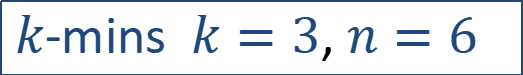 k-mins k = 3, n = 6